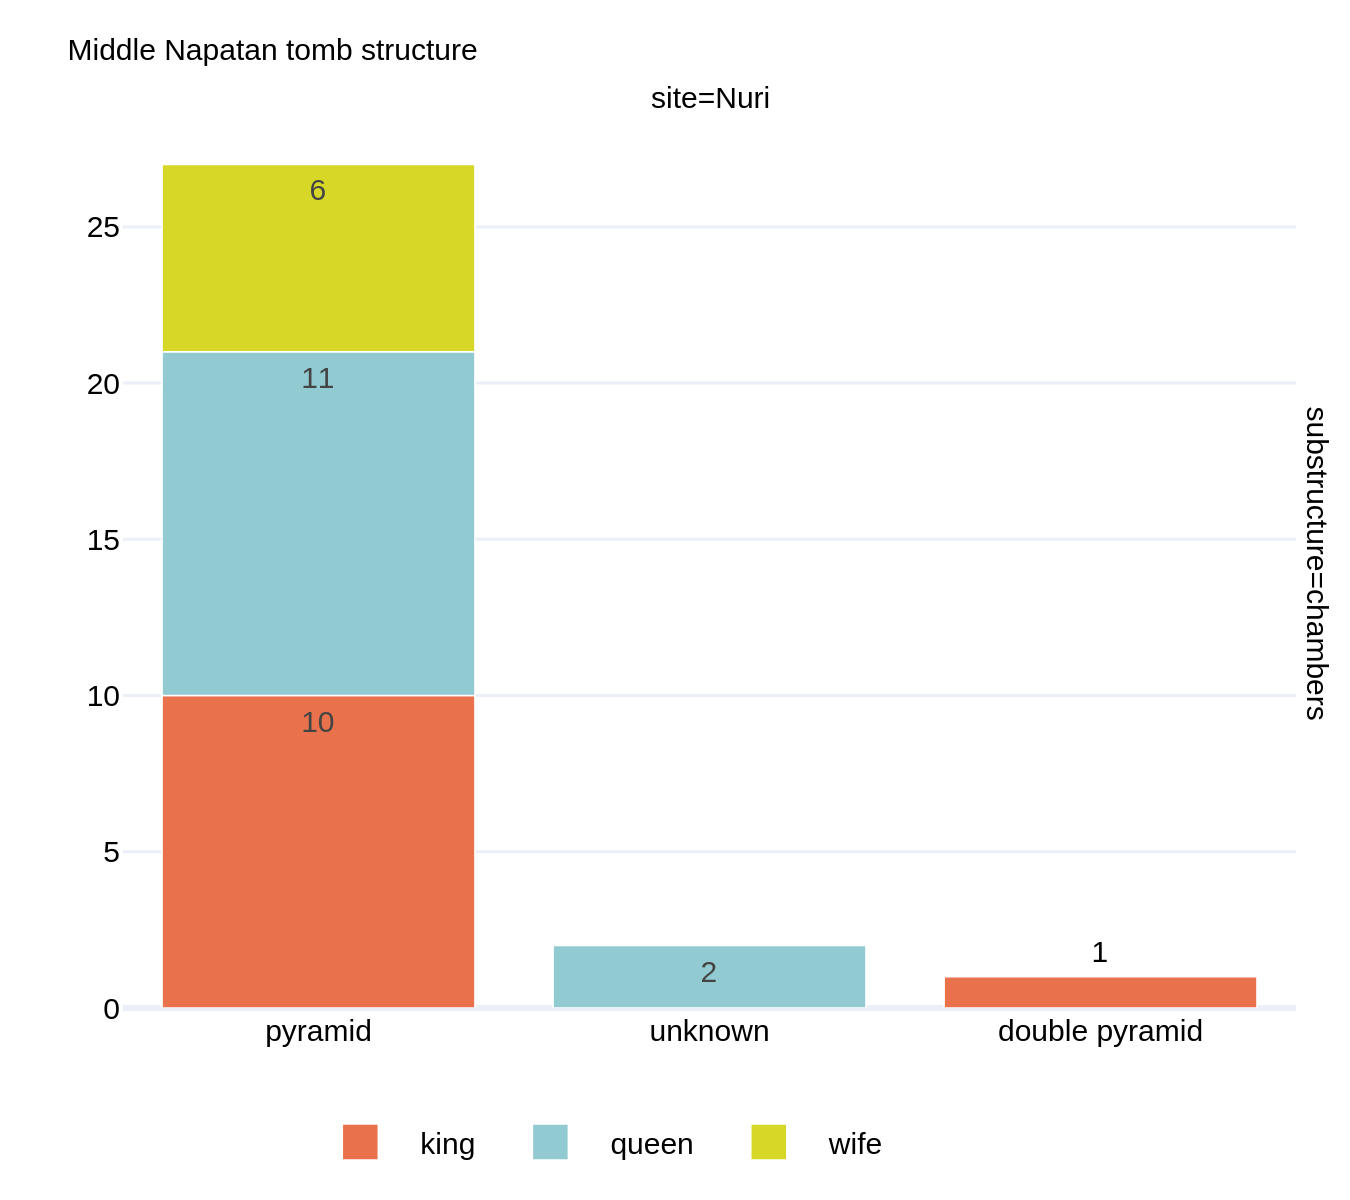 Middle Napatan tomb structure
site=Nuri
6
25
11
20
15
substructure=chambers
10
10
5
1
2
0
pyramid unknown double pyramid
king queen wife